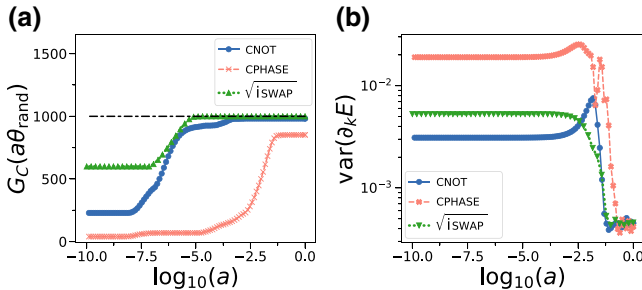 (a)
1500
1000
500
0
G_C(aθ_rand)
CNOT
CPHASE
√iSWAP
−10.0 −7.5 −5.0 −2.5 0.0
log₁₀(a)
(b)
10⁻²
10⁻³
var(∂ₖE)
CNOT
CPHASE
√iSWAP
−10.0 −7.5 −5.0 −2.5 0.0
log₁₀(a)